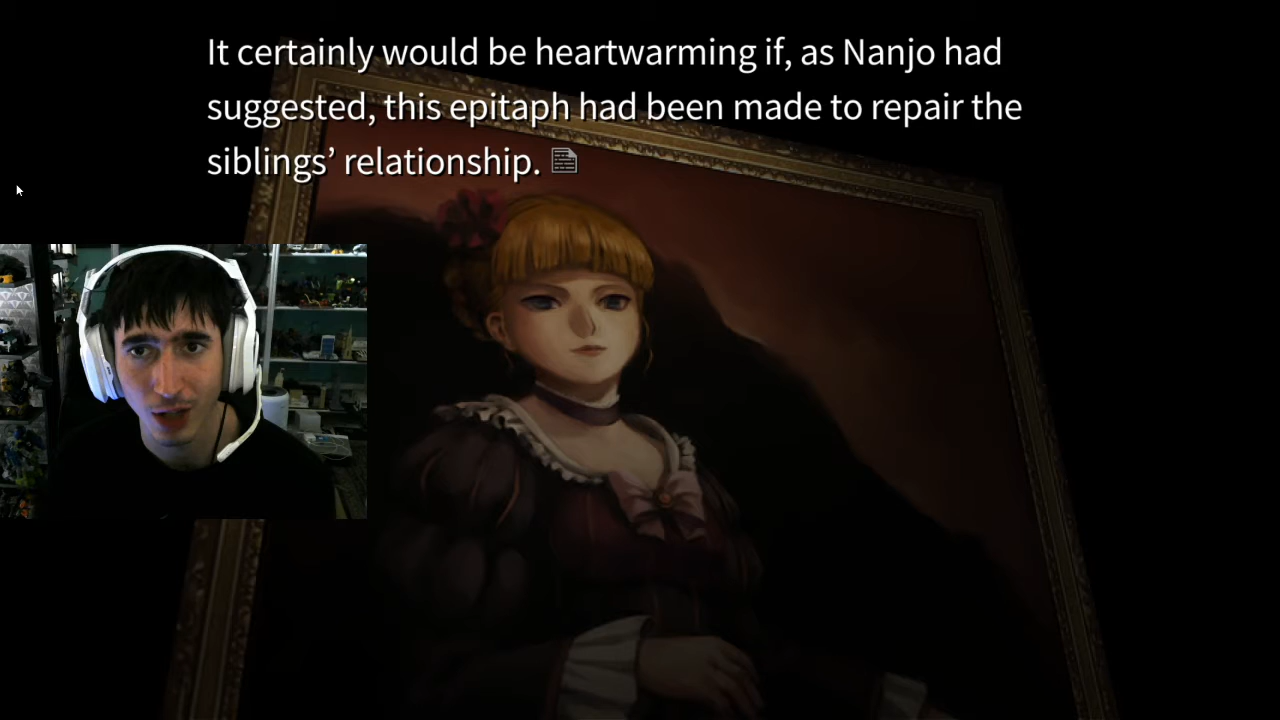 It certainly would be heartwarming if, as Nanjo had
suggested, this epitaph had been made to repair the
siblings’ relationship.